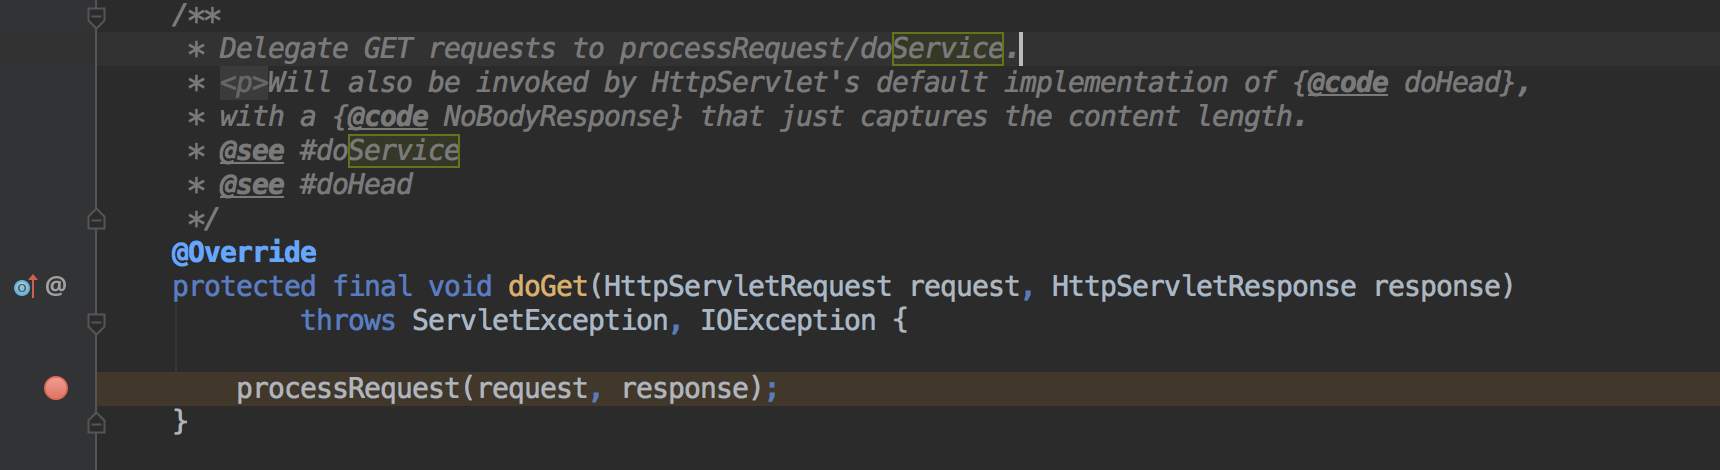 /**
 * Delegate GET requests to processRequest/doService.
 * <p>Will also be invoked by HttpServlet's default implementation of {@code doHead},
 * with a {@code NoBodyResponse} that just captures the content length.
 * @see #doService
 * @see #doHead
 */
@Override
protected final void doGet(HttpServletRequest request, HttpServletResponse response)
        throws ServletException, IOException {
    processRequest(request, response);
}